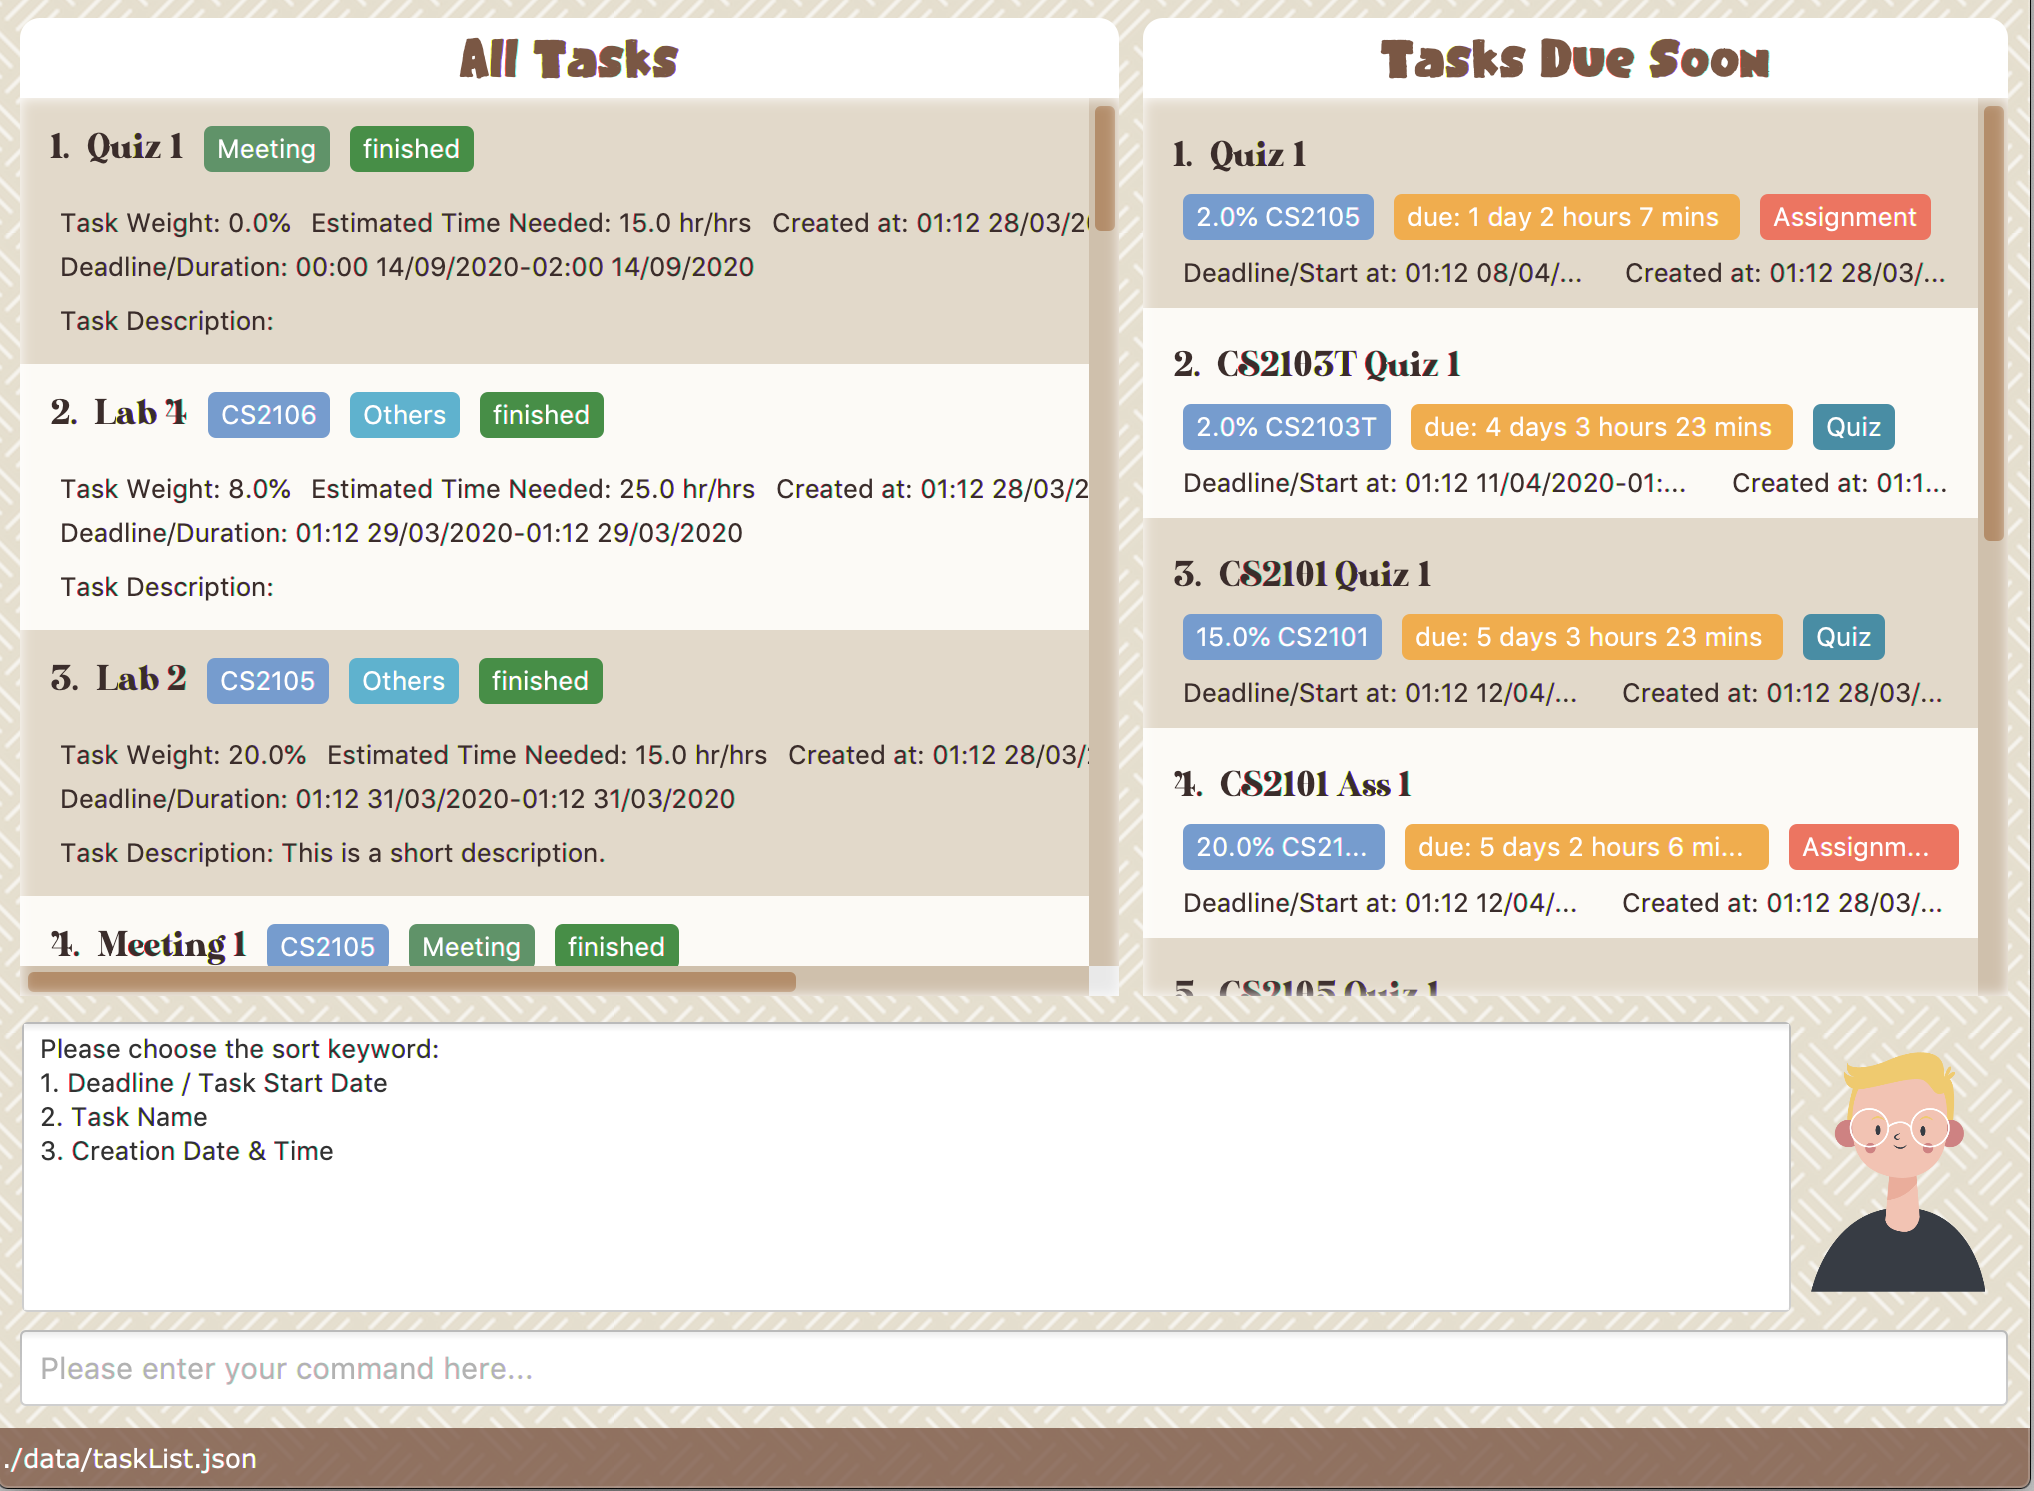 All Tasks
1. Quiz 1 Meeting finished
Task Weight: 0.0% Estimated Time Needed: 15.0 hr/hrs Created at: 01:12 28/03/2
Deadline/Duration: 00:00 14/09/2020-02:00 14/09/2020
Task Description:
2. Lab 4 CS2106 Others finished
Task Weight: 8.0% Estimated Time Needed: 25.0 hr/hrs Created at: 01:12 28/03/2
Deadline/Duration: 01:12 29/03/2020-01:12 29/03/2020
Task Description:
3. Lab 2 CS2105 Others finished
Task Weight: 20.0% Estimated Time Needed: 15.0 hr/hrs Created at: 01:12 28/03/
Deadline/Duration: 01:12 31/03/2020-01:12 31/03/2020
Task Description: This is a short description.
4. Meeting 1 CS2105 Meeting finished
Tasks Due Soon
1. Quiz 1
2.0% CS2105 due: 1 day 2 hours 7 mins Assignment
Deadline/Start at: 01:12 08/04/... Created at: 01:12 28/03/...
2. CS2103T Quiz 1
2.0% CS2103T due: 4 days 3 hours 23 mins Quiz
Deadline/Start at: 01:12 11/04/2020-01:... Created at: 01:1...
3. CS2101 Quiz 1
15.0% CS2101 due: 5 days 3 hours 23 mins Quiz
Deadline/Start at: 01:12 12/04/... Created at: 01:12 28/03/...
4. CS2101 Ass 1
20.0% CS21... due: 5 days 2 hours 6 mi... Assignm...
Deadline/Start at: 01:12 12/04/... Created at: 01:12 28/03/...
5. CS2105 Quiz 1
Please choose the sort keyword:
1. Deadline / Task Start Date
2. Task Name
3. Creation Date & Time
Please enter your command here...
./data/taskList.json